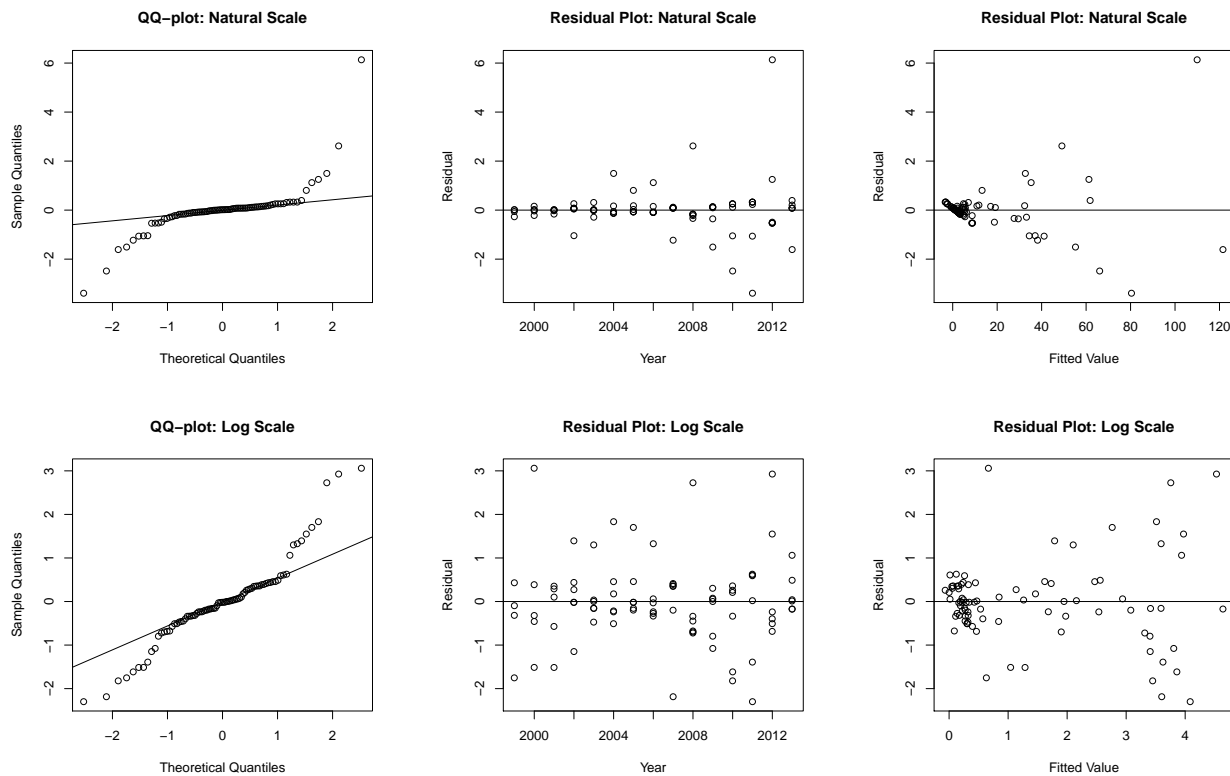 QQ−plot: Natural Scale
Sample Quantiles
6
4
2
0
−2
−2 −1 0 1 2
Theoretical Quantiles
Residual Plot: Natural Scale
Residual
6
4
2
0
−2
2000 2004 2008 2012
Year
Residual Plot: Natural Scale
Residual
6
4
2
0
−2
0 20 40 60 80 100 120
Fitted Value
QQ−plot: Log Scale
Sample Quantiles
3
2
1
0
−1
−2
−2 −1 0 1 2
Theoretical Quantiles
Residual Plot: Log Scale
Residual
3
2
1
0
−1
−2
2000 2004 2008 2012
Year
Residual Plot: Log Scale
Residual
3
2
1
0
−1
−2
0 1 2 3 4
Fitted Value